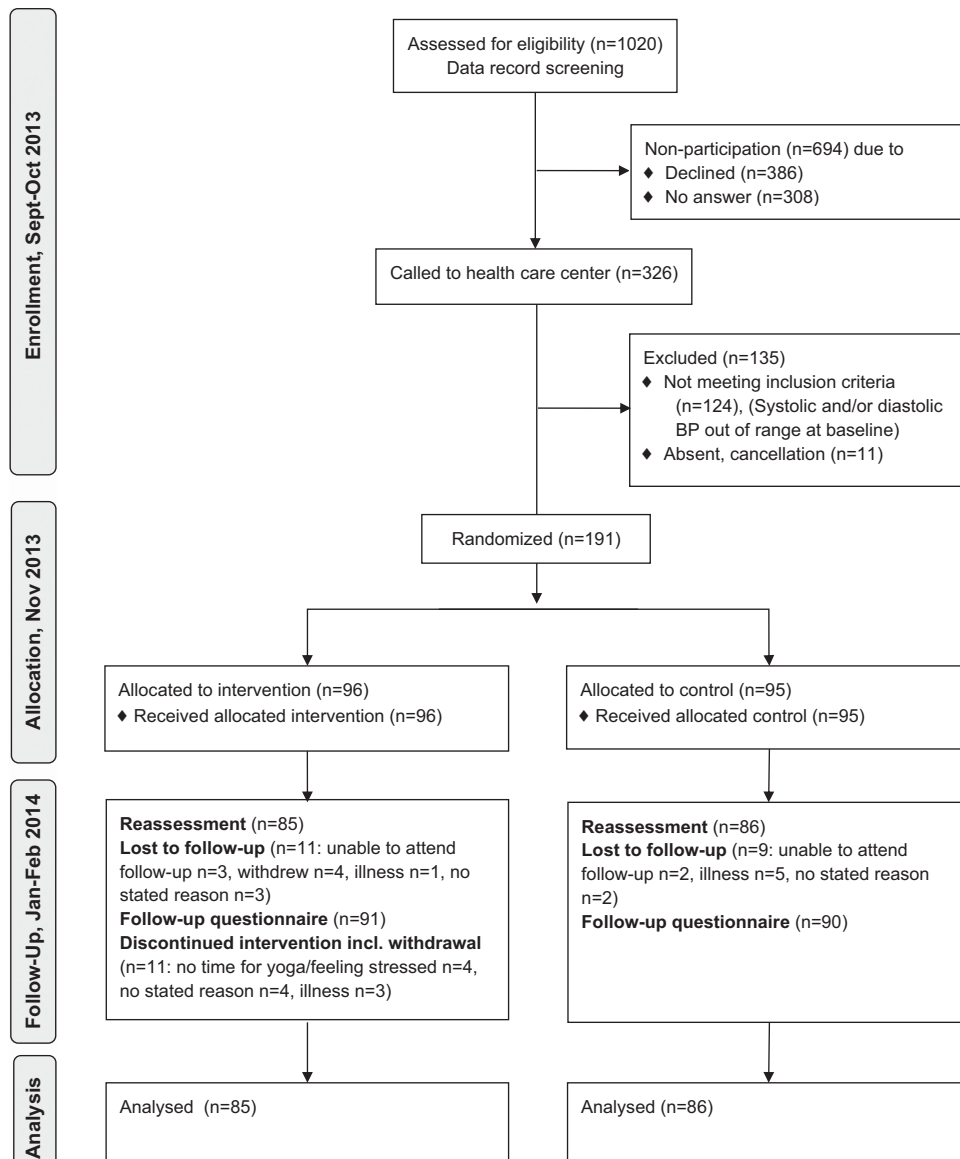 Enrollment, Sept-Oct 2013
Assessed for eligibility (n=1020)
Data record screening
Non-participation (n=694) due to
♦ Declined (n=386)
♦ No answer (n=308)
Called to health care center (n=326)
Excluded (n=135)
♦ Not meeting inclusion criteria
(n=124), (Systolic and/or diastolic
BP out of range at baseline)
♦ Absent, cancellation (n=11)
Allocation, Nov 2013
Randomized (n=191)
Allocated to intervention (n=96)
♦ Received allocated intervention (n=96)
Allocated to control (n=95)
♦ Received allocated control (n=95)
Follow-Up, Jan-Feb 2014
Reassessment (n=85)
Lost to follow-up (n=11: unable to attend
follow-up n=3, withdrew n=4, illness n=1, no
stated reason n=3)
Follow-up questionnaire (n=91)
Discontinued intervention incl. withdrawal
(n=11: no time for yoga/feeling stressed n=4,
no stated reason n=4, illness n=3)
Reassessment (n=86)
Lost to follow-up (n=9: unable to attend
follow-up n=2, illness n=5, no stated reason
n=2)
Follow-up questionnaire (n=90)
Analysis
Analysed (n=85)
Analysed (n=86)